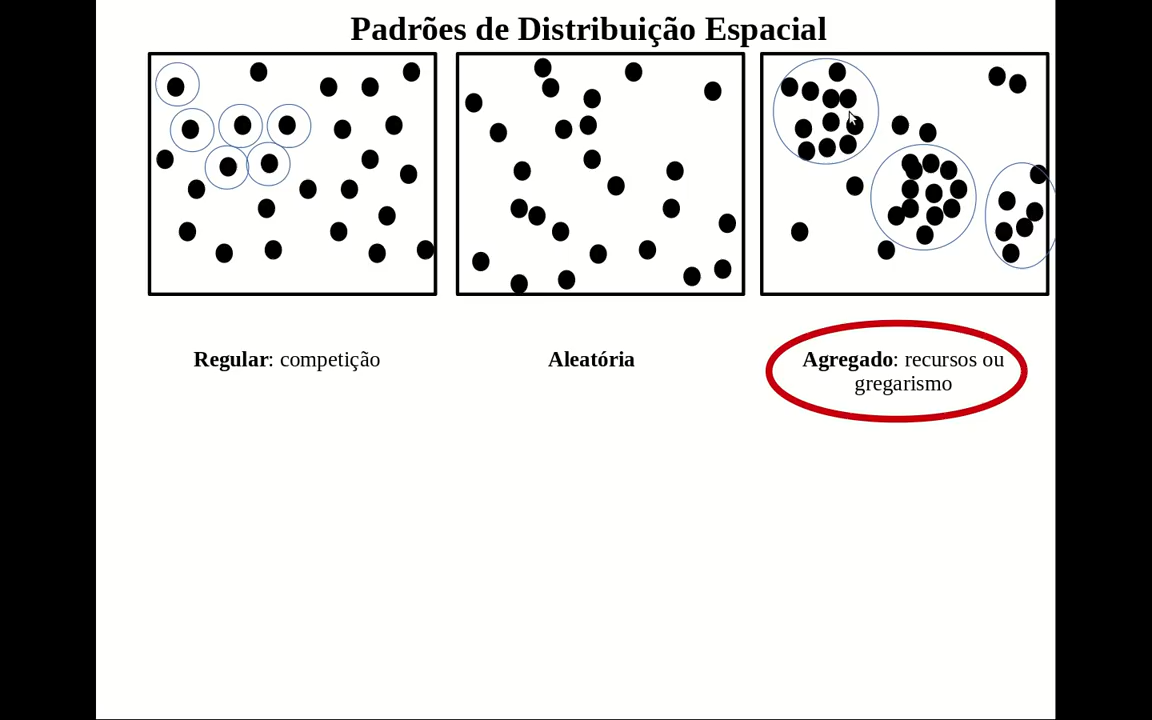 Padrões de Distribuição Espacial
Regular: competição
Aleatória
Agregado: recursos ou
gregarismo